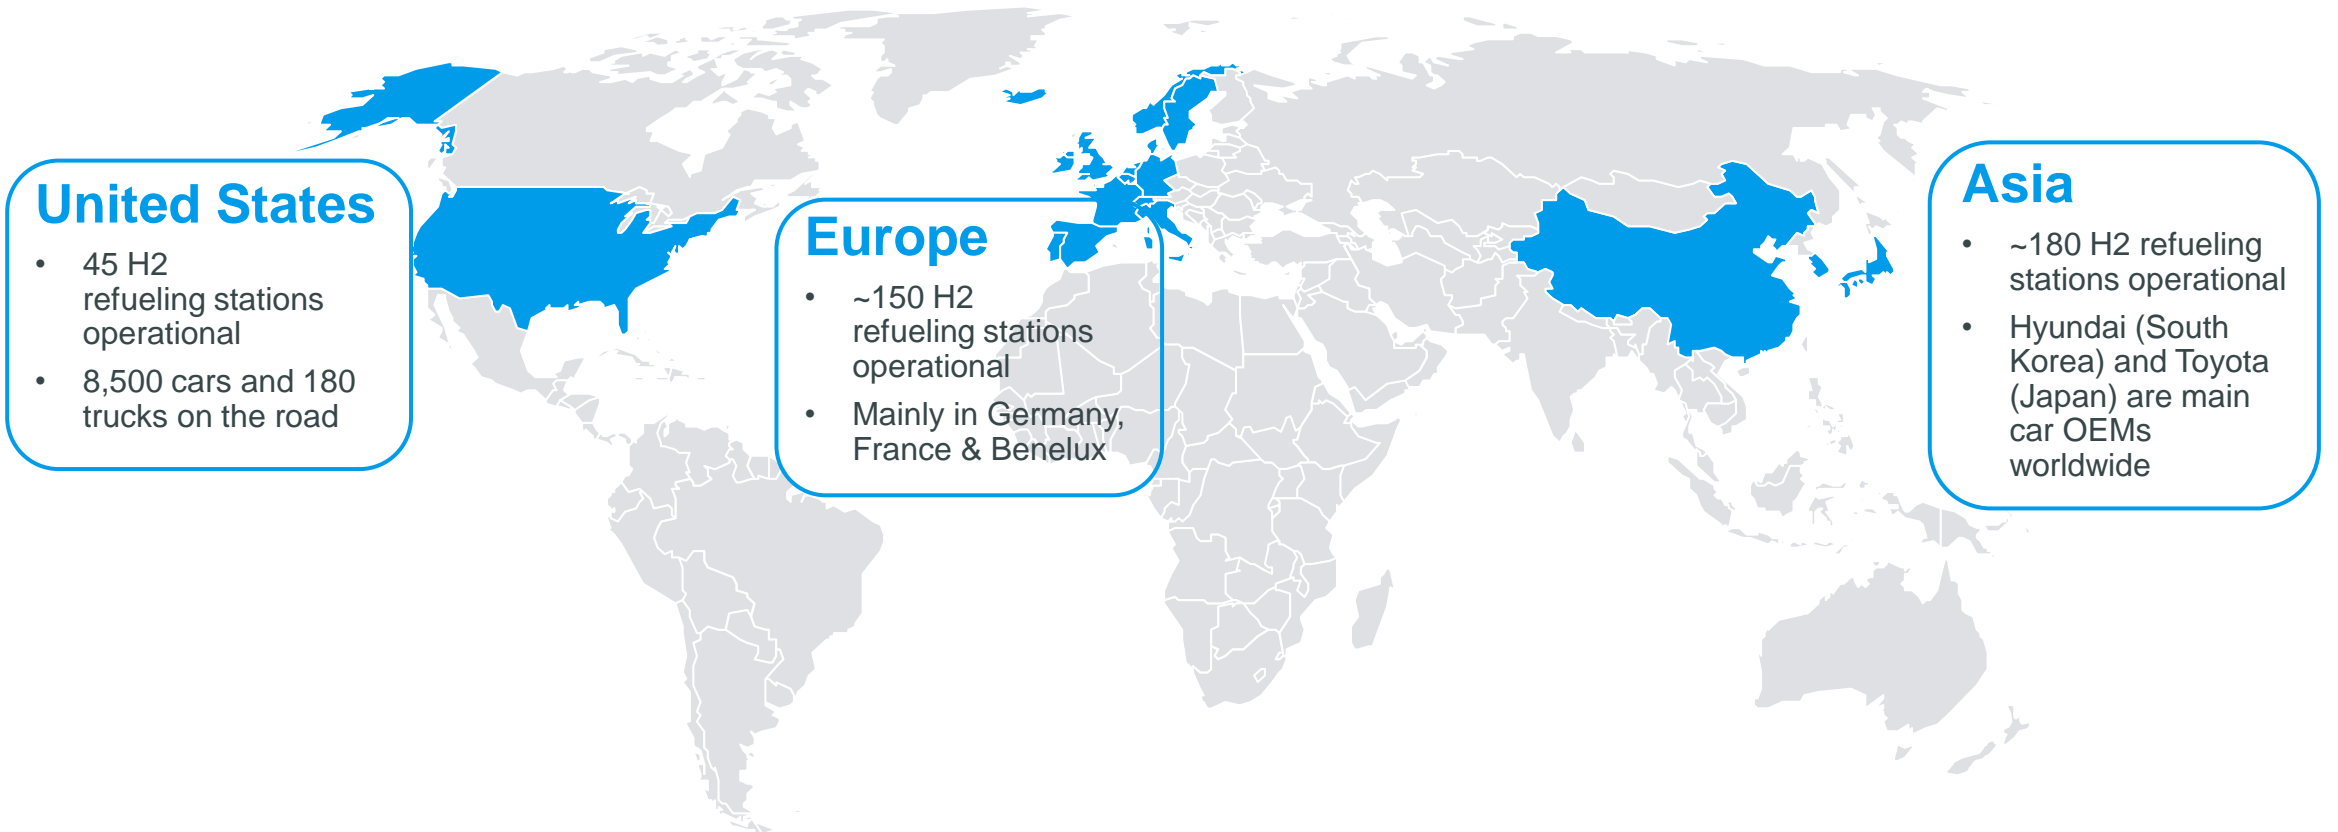 United States
• 45 H2
refueling stations
operational
• 8,500 cars and 180
trucks on the road
Europe
• ~150 H2
refueling stations
operational
• Mainly in Germany,
France & Benelux
Asia
• ~180 H2 refueling
stations operational
• Hyundai (South
Korea) and Toyota
(Japan) are main
car OEMs
worldwide